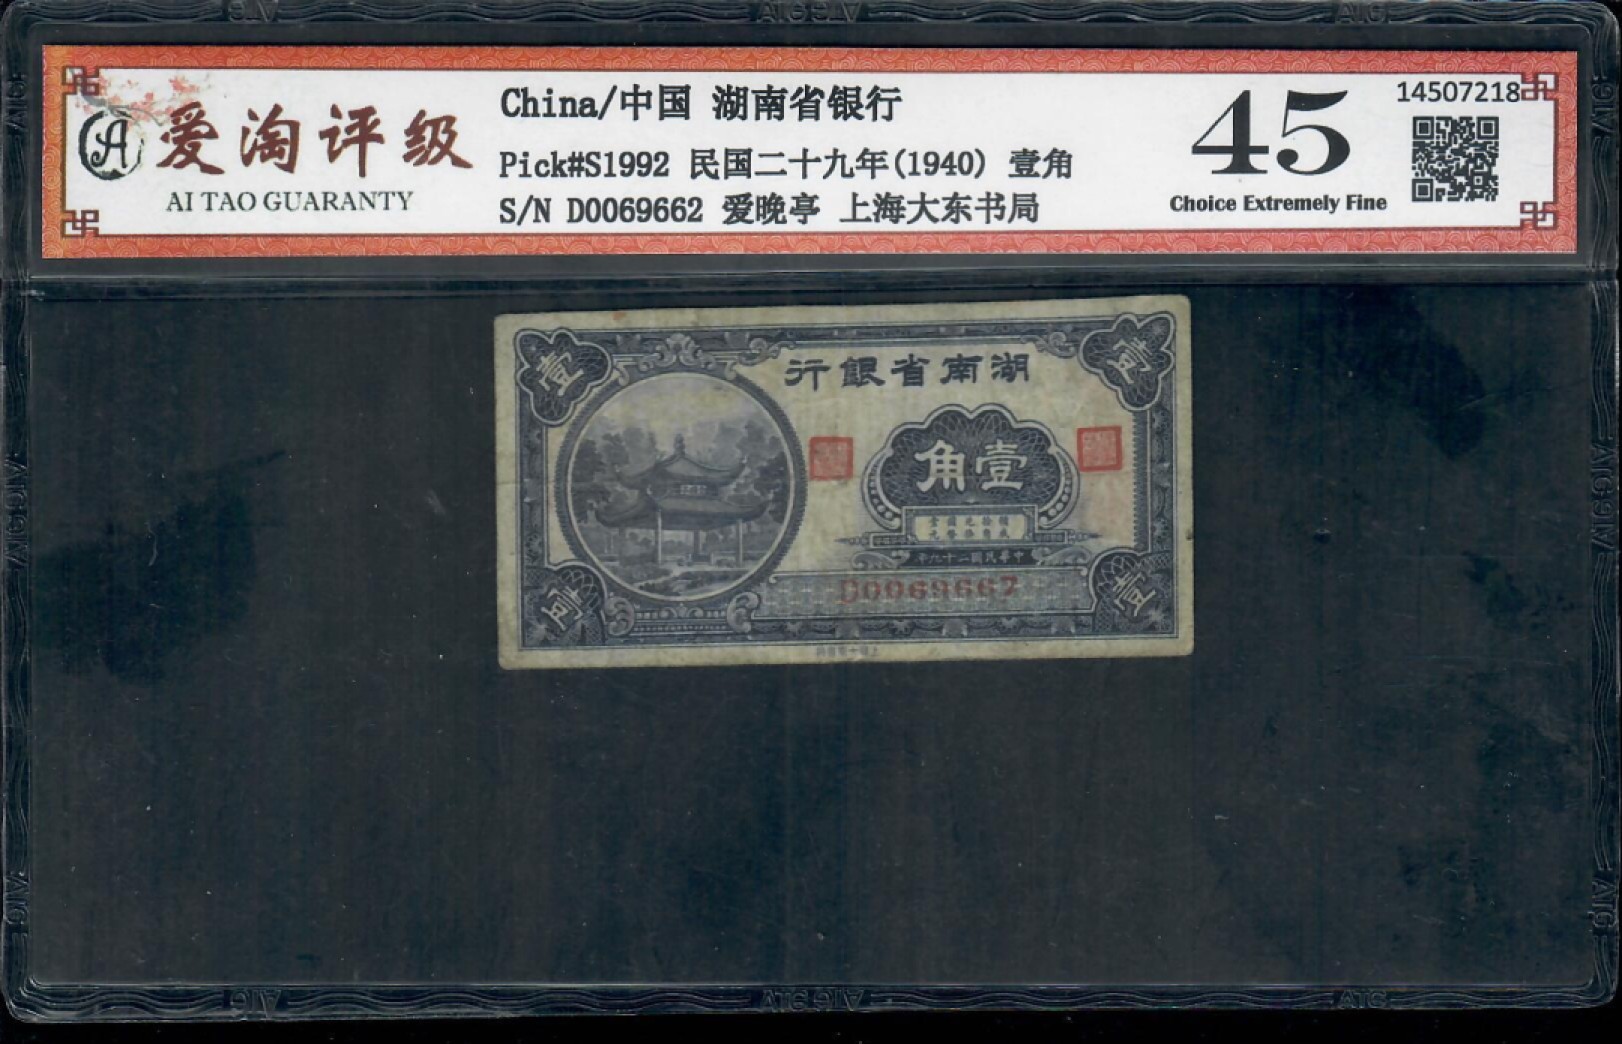 爱淘评级
AI TAO GUARANTY
China/中国 湖南省银行
Pick#S1992 民国二十九年(1940) 壹角
S/N D0069662 爱晚亭 上海大东书局
45
Choice Extremely Fine
14507218
壹
行銀省南湖
角壹
年九十二國民華中
D0069667
壹